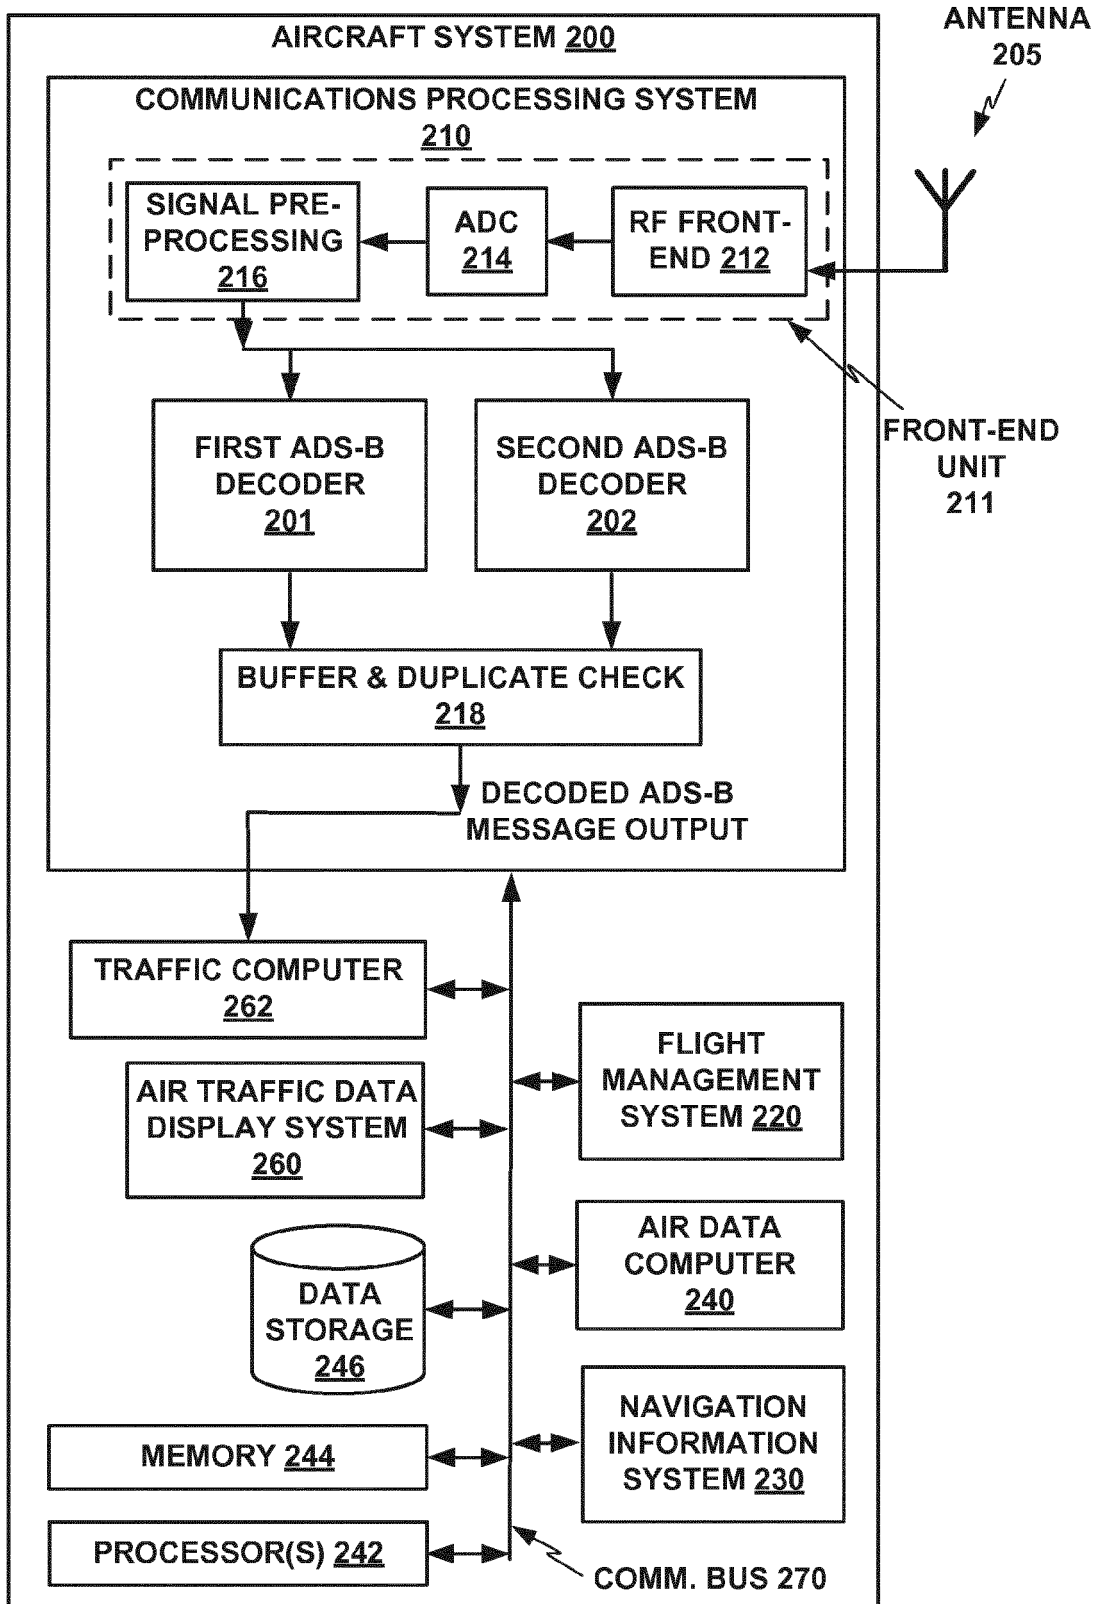 AIRCRAFT SYSTEM 200
ANTENNA
205
COMMUNICATIONS PROCESSING SYSTEM
210
SIGNAL PRE-
PROCESSING
216
ADC
214
RF FRONT-
END 212
FIRST ADS-B
DECODER
201
SECOND ADS-B
DECODER
202
FRONT-END
UNIT
211
BUFFER & DUPLICATE CHECK
218
DECODED ADS-B
MESSAGE OUTPUT
TRAFFIC COMPUTER
262
FLIGHT
MANAGEMENT
SYSTEM 220
AIR TRAFFIC DATA
DISPLAY SYSTEM
260
AIR DATA
COMPUTER
240
DATA
STORAGE
246
NAVIGATION
INFORMATION
SYSTEM 230
MEMORY 244
PROCESSOR(S) 242
COMM. BUS 270